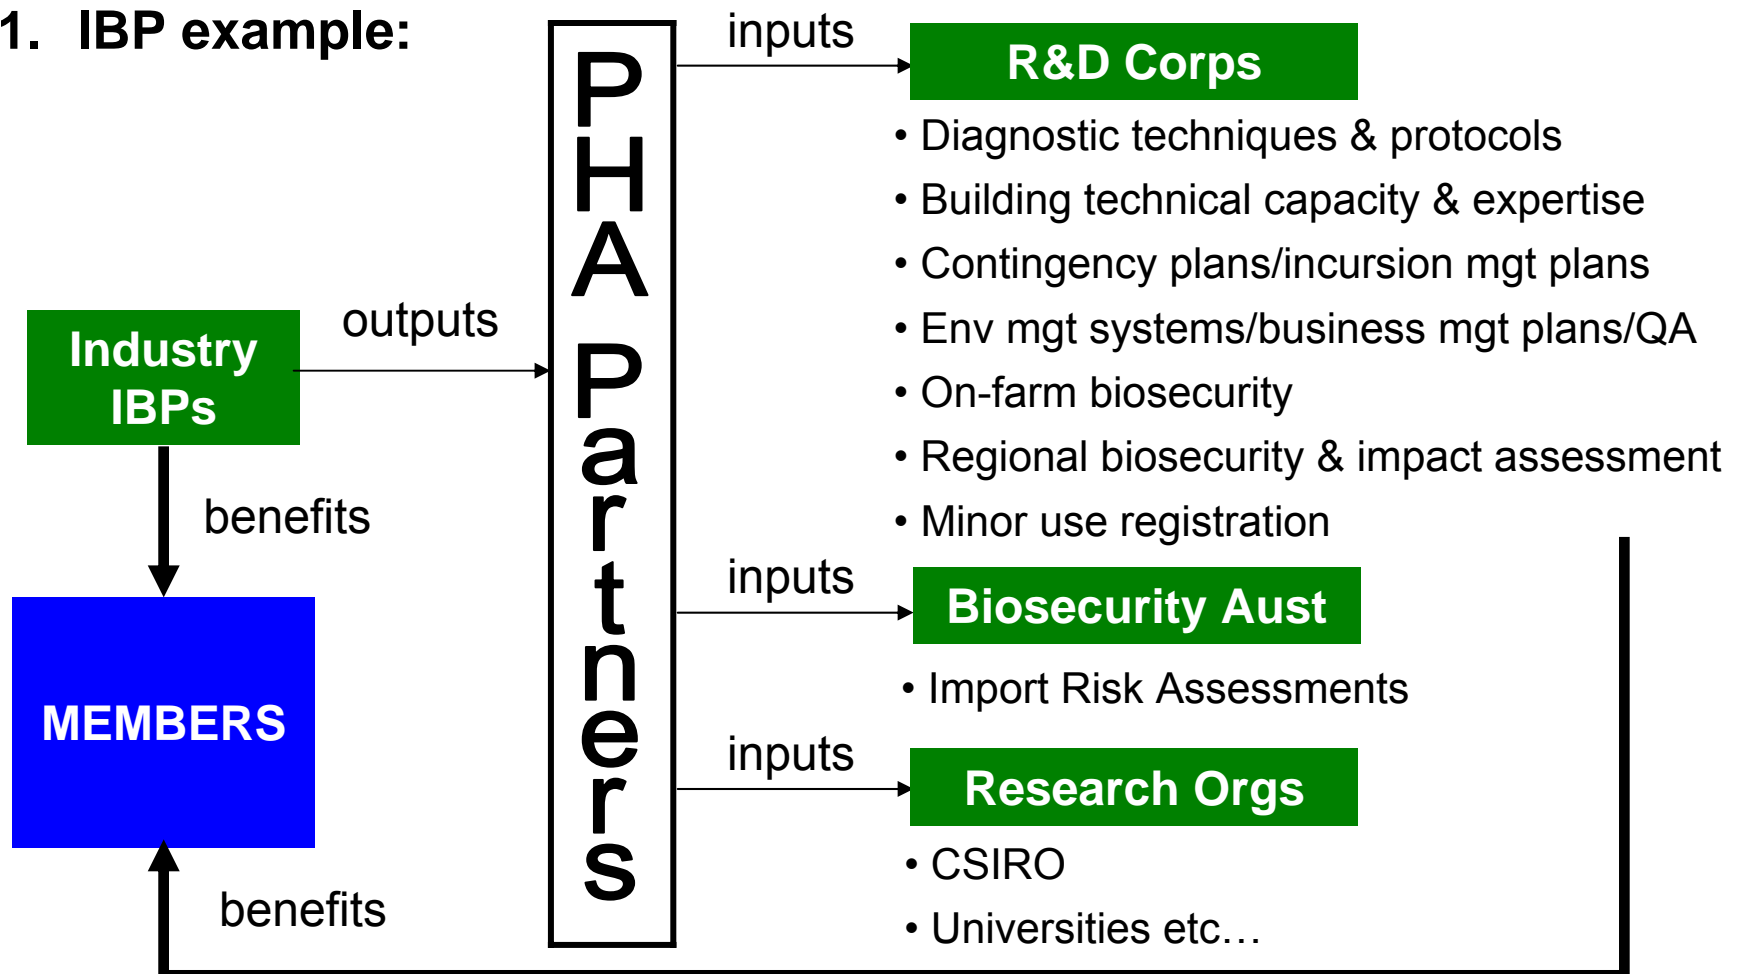 1. IBP example:
Industry
IBPs
outputs
benefits
MEMBERS
benefits
PHA Partners
inputs
R&D Corps
• Diagnostic techniques & protocols
• Building technical capacity & expertise
• Contingency plans/incursion mgt plans
• Env mgt systems/business mgt plans/QA
• On-farm biosecurity
• Regional biosecurity & impact assessment
• Minor use registration
inputs
Biosecurity Aust
• Import Risk Assessments
inputs
Research Orgs
• CSIRO
• Universities etc…